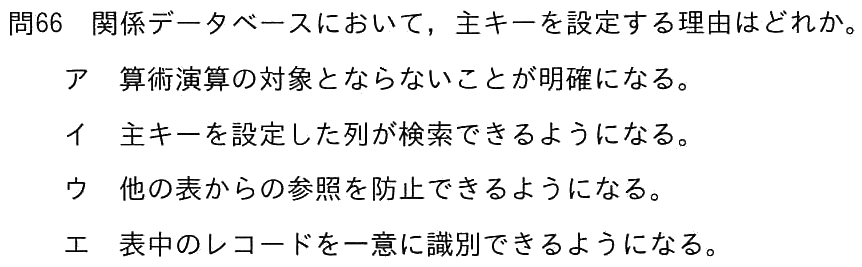 問66　関係データベースにおいて，主キーを設定する理由はどれか。
ア　算術演算の対象とならないことが明確になる。
イ　主キーを設定した列が検索できるようになる。
ウ　他の表からの参照を防止できるようになる。
エ　表中のレコードを一意に識別できるようになる。